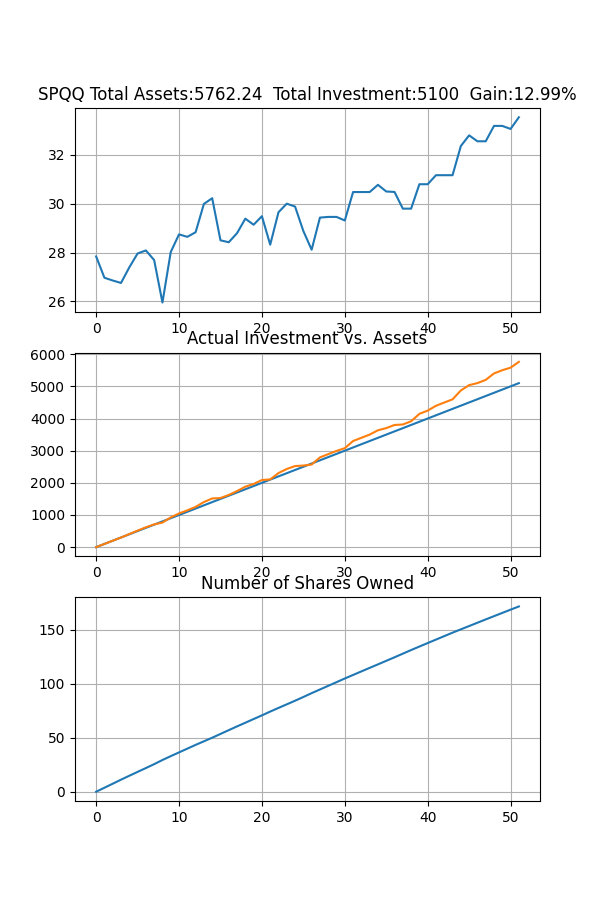 SPQQ Total Assets:5762.24 Total Investment:5100 Gain:12.99%
32
30
28
26
0 10 20 30 40 50
Actual Investment vs. Assets
6000
5000
4000
3000
2000
1000
0
0 10 20 30 40 50
Number of Shares Owned
150
100
50
0
0 10 20 30 40 50